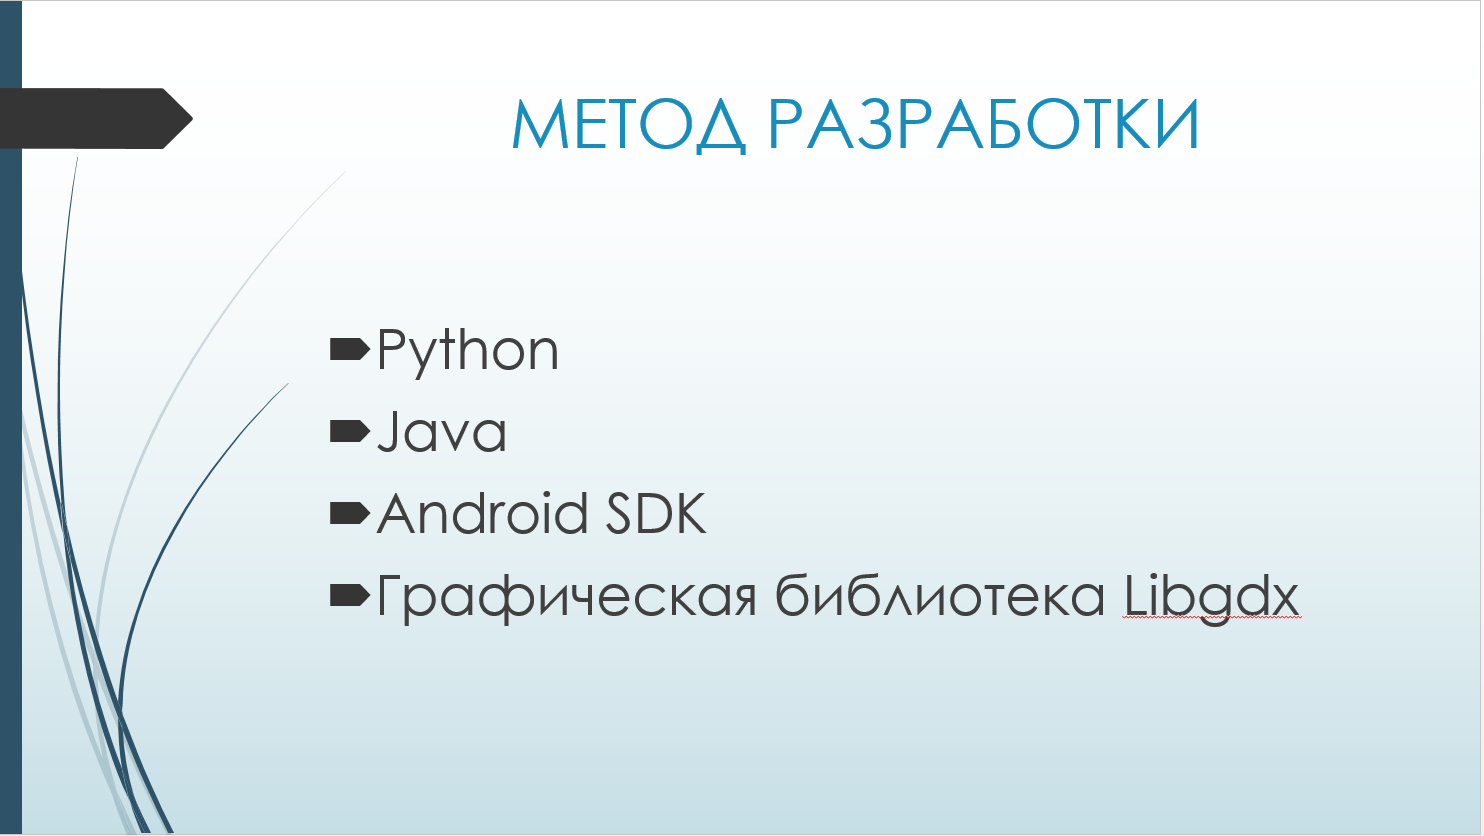 МЕТОД РАЗРАБОТКИ
Python
Java
Android SDK
Графическая библиотека Libgdx